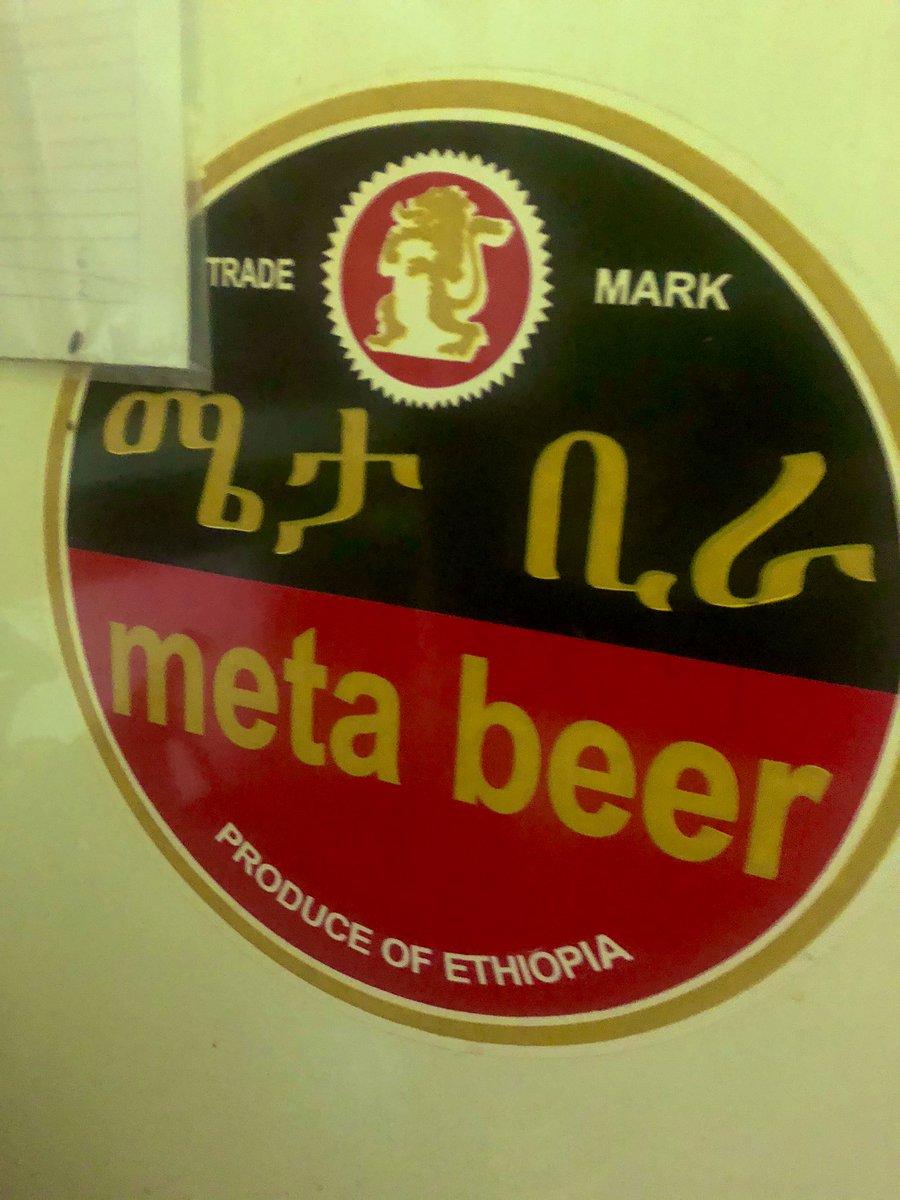 TRADE MARK
ሜታ ቢራ
meta beer
PRODUCE OF ETHIOPIA